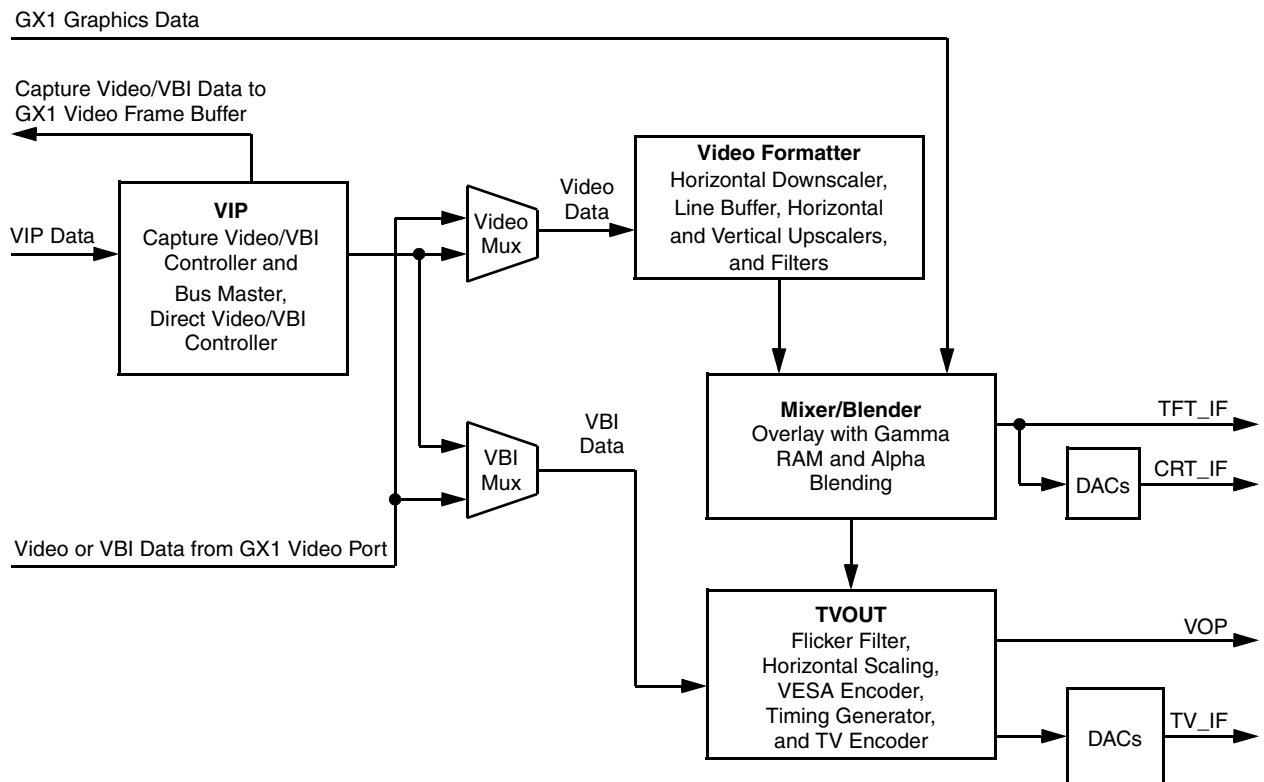 GX1 Graphics Data
Capture Video/VBI Data to
GX1 Video Frame Buffer
VIP Data
VIP
Capture Video/VBI
Controller and
Bus Master,
Direct Video/VBI
Controller
Video
Mux
Video
Data
Video Formatter
Horizontal Downscaler,
Line Buffer, Horizontal
and Vertical Upscalers,
and Filters
VBI
Mux
VBI
Data
Mixer/Blender
Overlay with Gamma
RAM and Alpha
Blending
TFT_IF
DACs
CRT_IF
Video or VBI Data from GX1 Video Port
TVOUT
Flicker Filter,
Horizontal Scaling,
VESA Encoder,
Timing Generator,
and TV Encoder
VOP
DACs
TV_IF